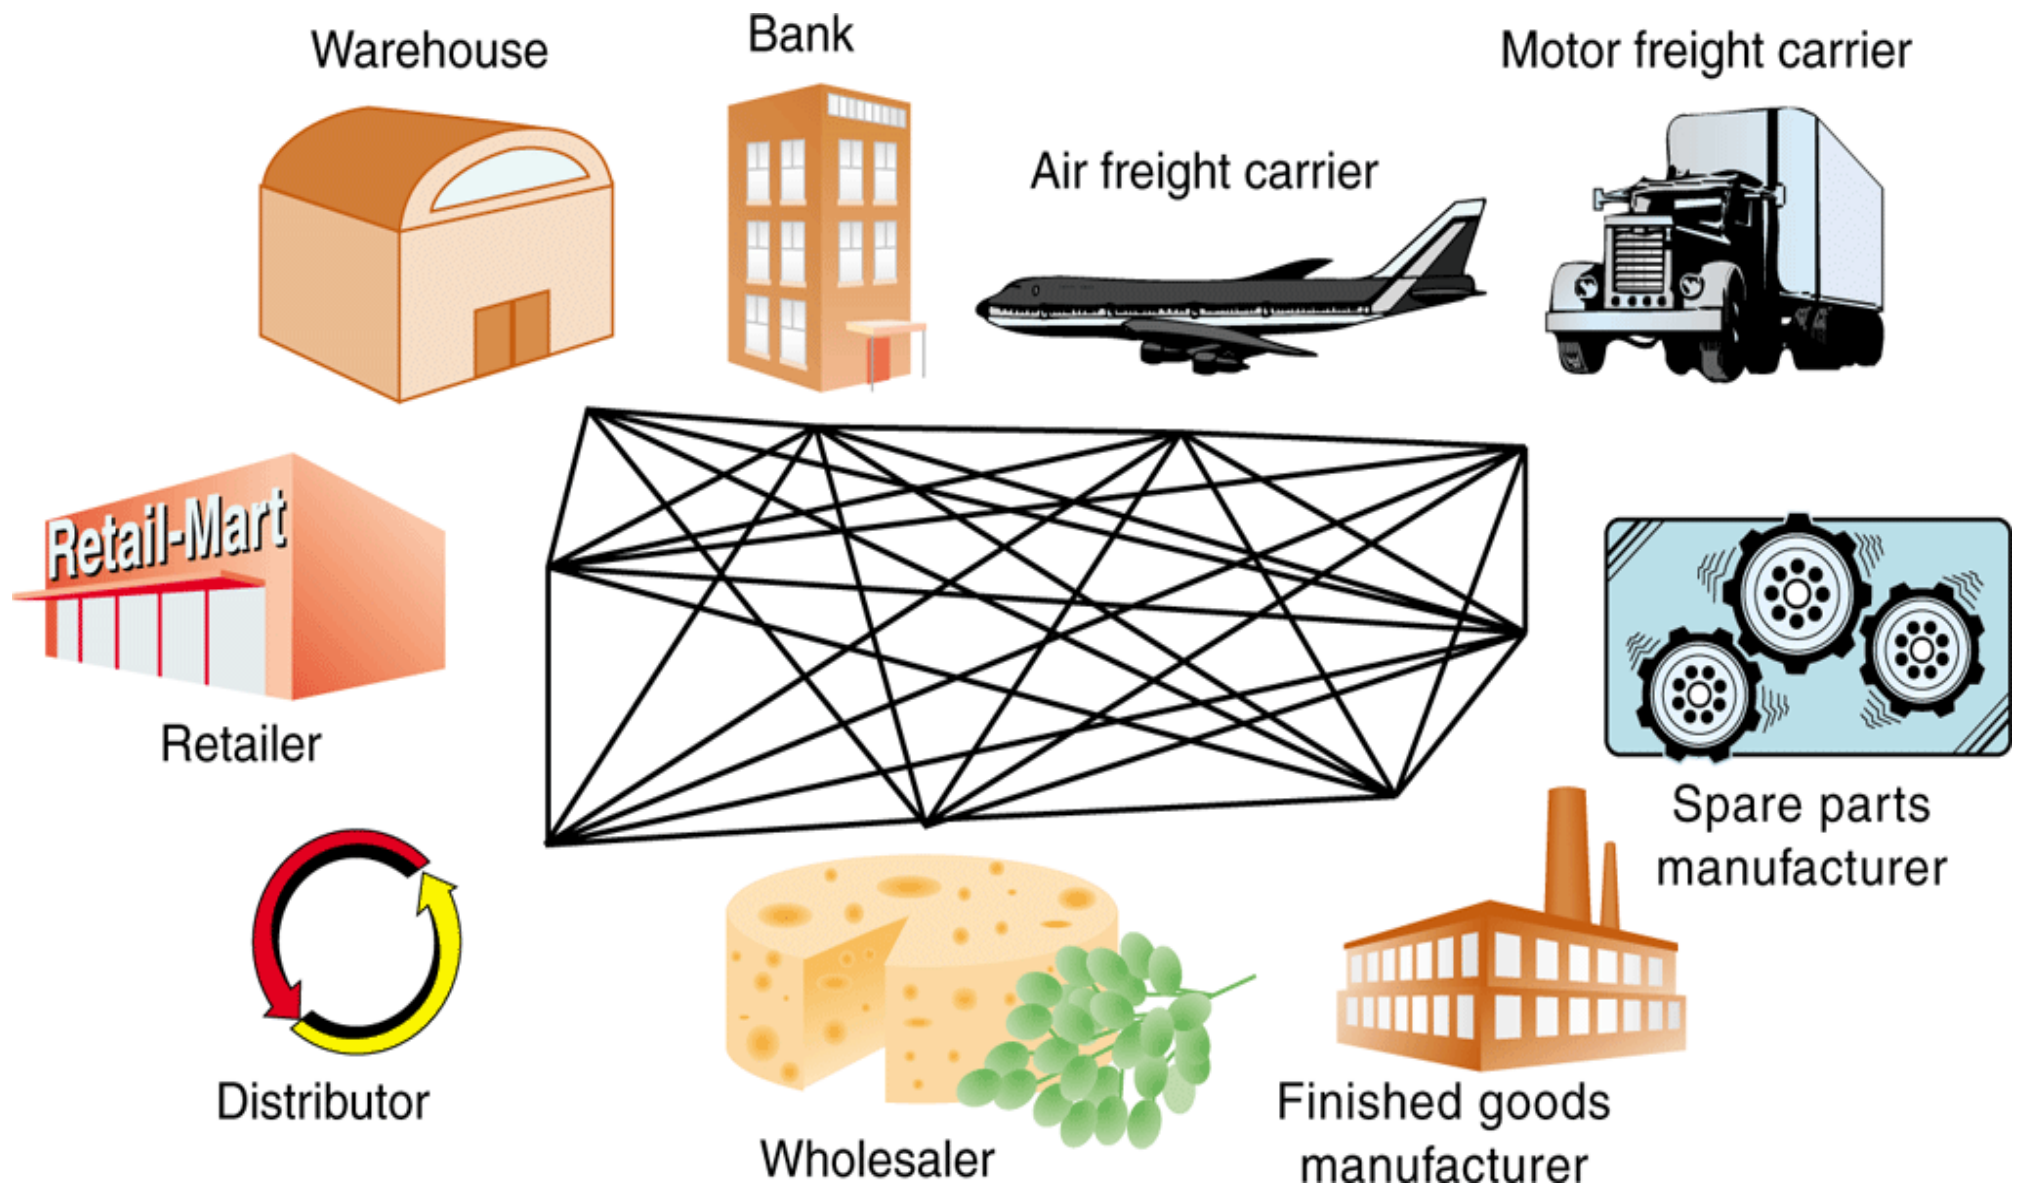 Warehouse
Bank
Motor freight carrier
Air freight carrier
Retail-Mart
Retailer
Spare parts
manufacturer
Distributor
Finished goods
manufacturer
Wholesaler